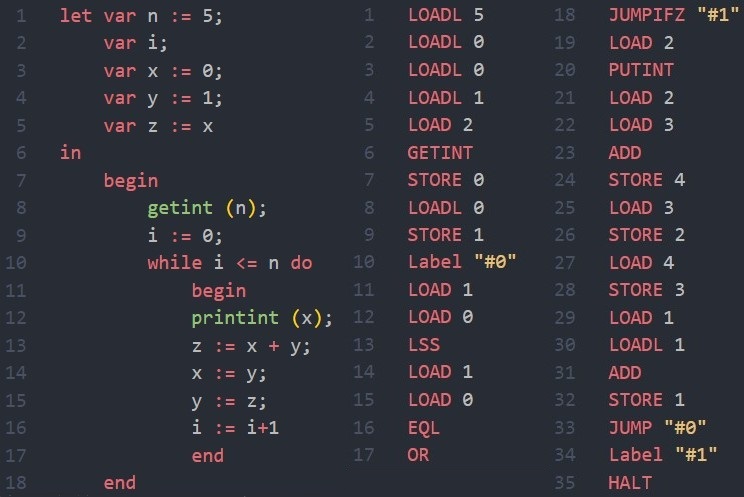 1 let var n := 5;
2 var i;
3 var x := 0;
4 var y := 1;
5 var z := x
6 in
7 begin
8 getint (n);
9 i := 0;
10 while i <= n do
11 begin
12 printint (x);
13 z := x + y;
14 x := y;
15 y := z;
16 i := i+1
17 end
18 end
1 LOADL 5
2 LOADL 0
3 LOADL 0
4 LOADL 1
5 LOAD 2
6 GETINT
7 STORE 0
8 LOADL 0
9 STORE 1
10 Label "#0"
11 LOAD 1
12 LOAD 0
13 LSS
14 LOAD 1
15 LOAD 0
16 EQL
17 OR
18 JUMPIFZ "#1"
19 LOAD 2
20 PUTINT
21 LOAD 2
22 LOAD 3
23 ADD
24 STORE 4
25 LOAD 3
26 STORE 2
27 LOAD 4
28 STORE 3
29 LOAD 1
30 LOADL 1
31 ADD
32 STORE 1
33 JUMP "#0"
34 Label "#1"
35 HALT